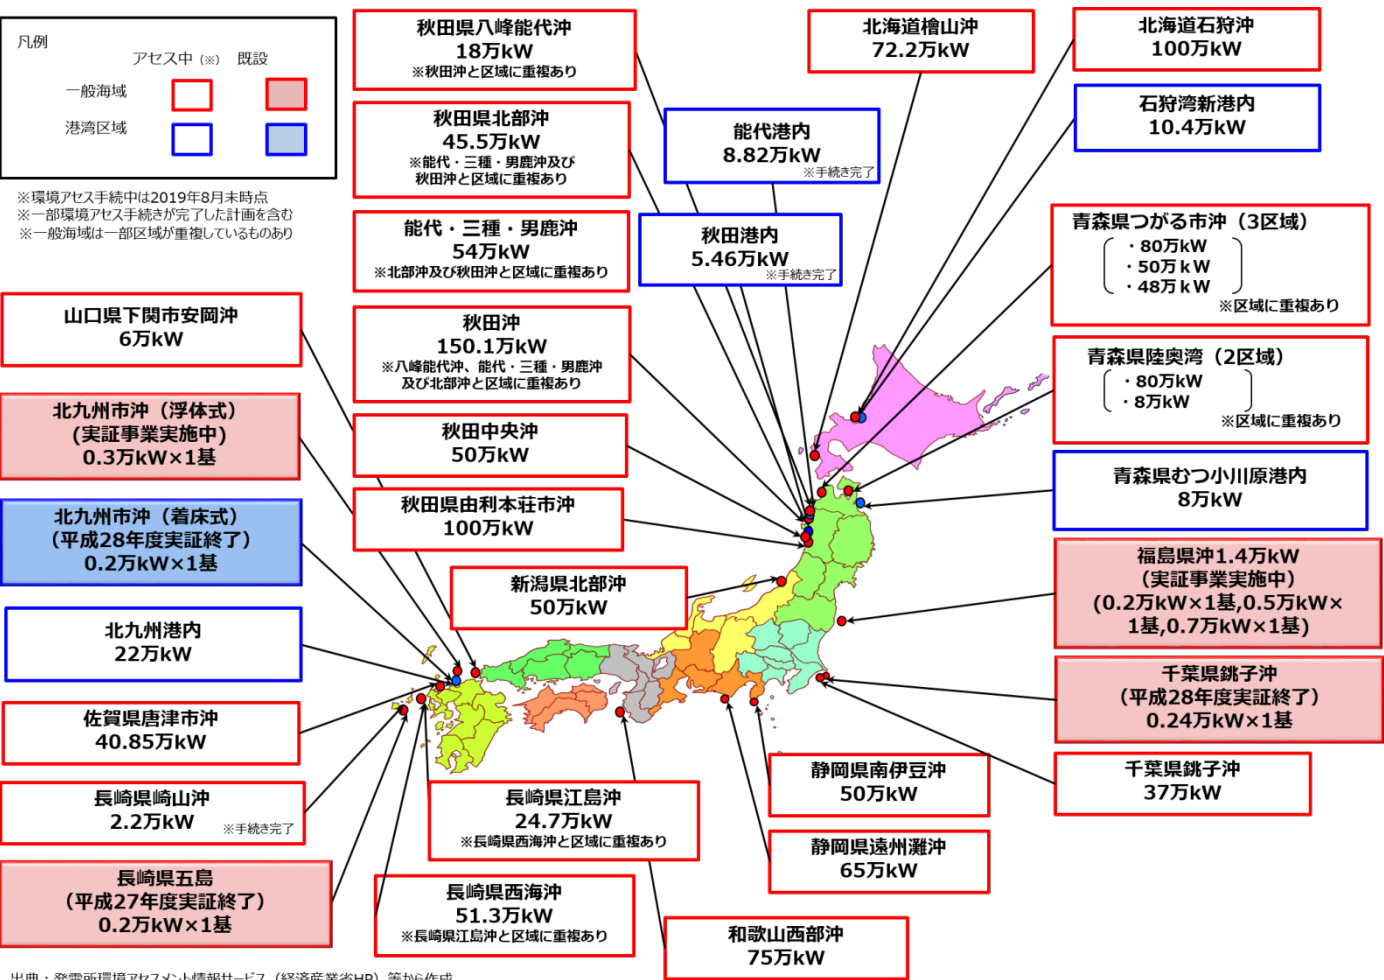 凡例
アセス中（※）　既設
一般海域
港湾区域
※環境アセス手続中は2019年8月末時点
※一部環境アセス手続きが完了した計画を含む
※一般海域は一部区域が重複しているものあり
秋田県八峰能代沖
18万kW
※秋田沖と区域に重複あり
秋田県北部沖
45.5万kW
※能代・三種・男鹿沖及び
秋田沖と区域に重複あり
能代・三種・男鹿沖
54万kW
※北部沖及び秋田沖と区域に重複あり
秋田沖
150.1万kW
※八峰能代沖、能代・三種・男鹿沖
及び北部沖と区域に重複あり
秋田中央沖
50万kW
秋田県由利本荘市沖
100万kW
新潟県北部沖
50万kW
能代港内
8.82万kW
※手続き完了
秋田港内
5.46万kW
※手続き完了
北海道檜山沖
72.2万kW
北海道石狩沖
100万kW
石狩湾新港内
10.4万kW
青森県つがる市沖（3区域）
・80万kW
・50万ｋW
・48万ｋW
※区域に重複あり
青森県陸奥湾（2区域）
・80万kW
・8万kW
※区域に重複あり
青森県むつ小川原港内
8万kW
福島県沖1.4万kW
（実証事業実施中）
(0.2万kW×1基,0.5万kW×
1基,0.7万kW×1基)
千葉県銚子沖
（平成28年度実証終了）
0.24万kW×1基
千葉県銚子沖
37万kW
静岡県南伊豆沖
50万kW
静岡県遠州灘沖
65万kW
和歌山西部沖
75万kW
山口県下関市安岡沖
6万kW
北九州市沖（浮体式）
(実証事業実施中)
0.3万kW×1基
北九州市沖（着床式）
（平成28年度実証終了）
0.2万kW×1基
北九州港内
22万kW
佐賀県唐津市沖
40.85万kW
長崎県崎山沖
2.2万kW
※手続き完了
長崎県五島
（平成27年度実証終了）
0.2万kW×1基
長崎県江島沖
24.7万kW
※長崎県西海沖と区域に重複あり
長崎県西海沖
51.3万kW
※長崎県江島沖と区域に重複あり
出典：発電所環境アセスメント情報サービス（経済産業省HP）等から作成